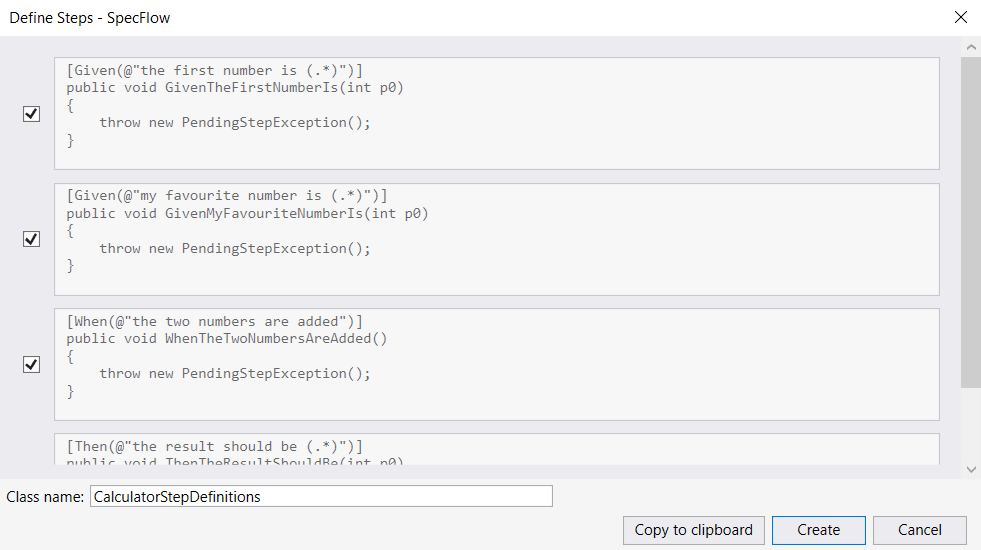 Define Steps - SpecFlow
[Given(@"the first number is (.*)")]
public void GivenTheFirstNumberIs(int p0)
{
    throw new PendingStepException();
}
[Given(@"my favourite number is (.*)")]
public void GivenMyFavouriteNumberIs(int p0)
{
    throw new PendingStepException();
}
[When(@"the two numbers are added")]
public void WhenTheTwoNumbersAreAdded()
{
    throw new PendingStepException();
}
[Then(@"the result should be (.*)")]
public void ThenTheResultShouldBe(int p0)
Class name: CalculatorStepDefinitions
Copy to clipboard Create Cancel